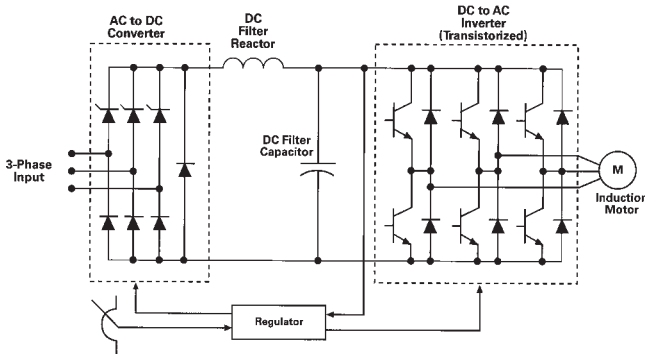 AC to DC
Converter
DC
Filter
Reactor
DC to AC
Inverter
(Transistorized)
3-Phase
Input
DC Filter
Capacitor
M
Induction
Motor
Regulator